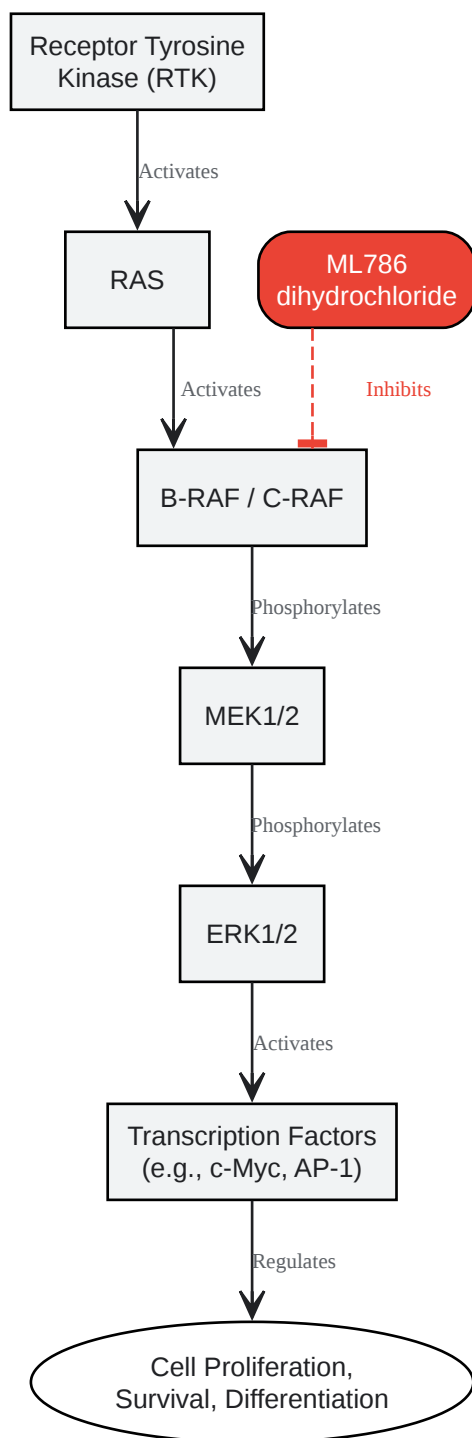 Receptor Tyrosine
Kinase (RTK)
Activates
RAS
ML786
dihydrochloride
Activates
Inhibits
B-RAF / C-RAF
Phosphorylates
MEK1/2
Phosphorylates
ERK1/2
Activates
Transcription Factors
(e.g., c-Myc, AP-1)
Regulates
Cell Proliferation,
Survival, Differentiation